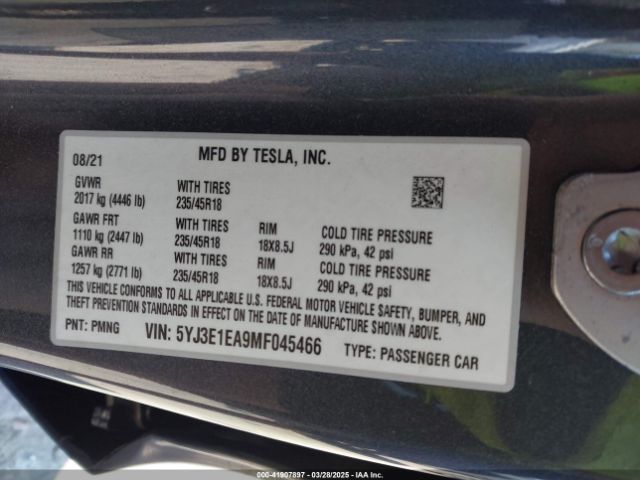 08/21 MFD BY TESLA, INC.
GVWR WITH TIRES
2017 kg (4446 lb) 235/45R18
GAWR FRT WITH TIRES RIM COLD TIRE PRESSURE
1110 kg (2447 lb) 235/45R18 18X8.5J 290 kPa, 42 psi
GAWR RR WITH TIRES RIM COLD TIRE PRESSURE
1257 kg (2771 lb) 235/45R18 18X8.5J 290 kPa, 42 psi
THIS VEHICLE CONFORMS TO ALL APPLICABLE U.S. FEDERAL MOTOR VEHICLE SAFETY, BUMPER, AND
THEFT PREVENTION STANDARDS IN EFFECT ON THE DATE OF MANUFACTURE SHOWN ABOVE.
PNT: PMNG VIN: 5YJ3E1EA9MF045466 TYPE: PASSENGER CAR
000-41907897 — 03/28/2025 — IAA Inc.